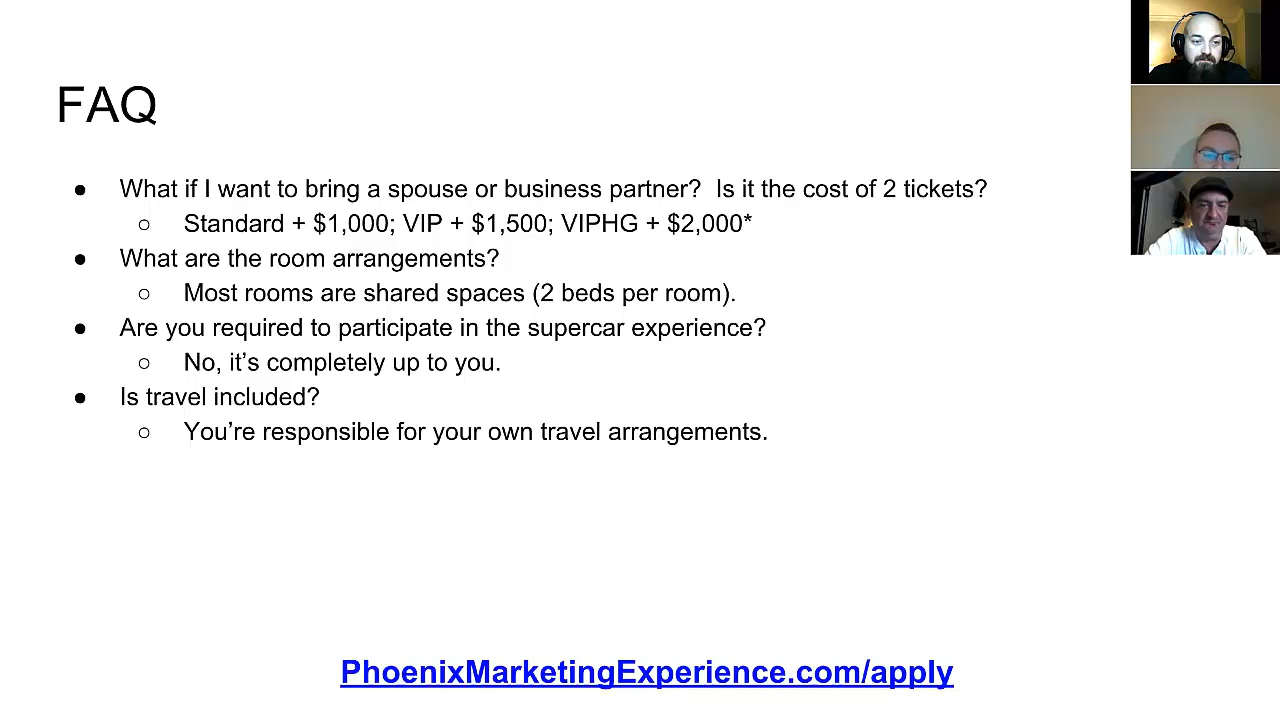 FAQ
● What if I want to bring a spouse or business partner?  Is it the cost of 2 tickets?
○ Standard + $1,000; VIP + $1,500; VIPHG + $2,000*
● What are the room arrangements?
○ Most rooms are shared spaces (2 beds per room).
● Are you required to participate in the supercar experience?
○ No, it’s completely up to you.
● Is travel included?
○ You’re responsible for your own travel arrangements.
PhoenixMarketingExperience.com/apply